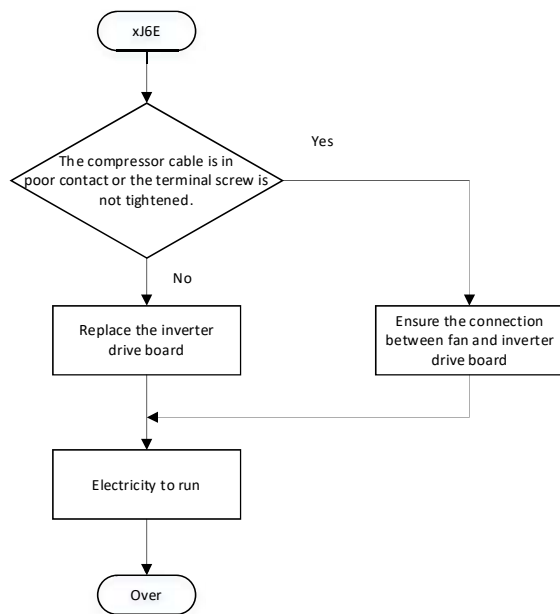 xJ6E
The compressor cable is in
poor contact or the terminal screw is
not tightened.
Yes
No
Replace the inverter
drive board
Ensure the connection
between fan and inverter
drive board
Electricity to run
Over